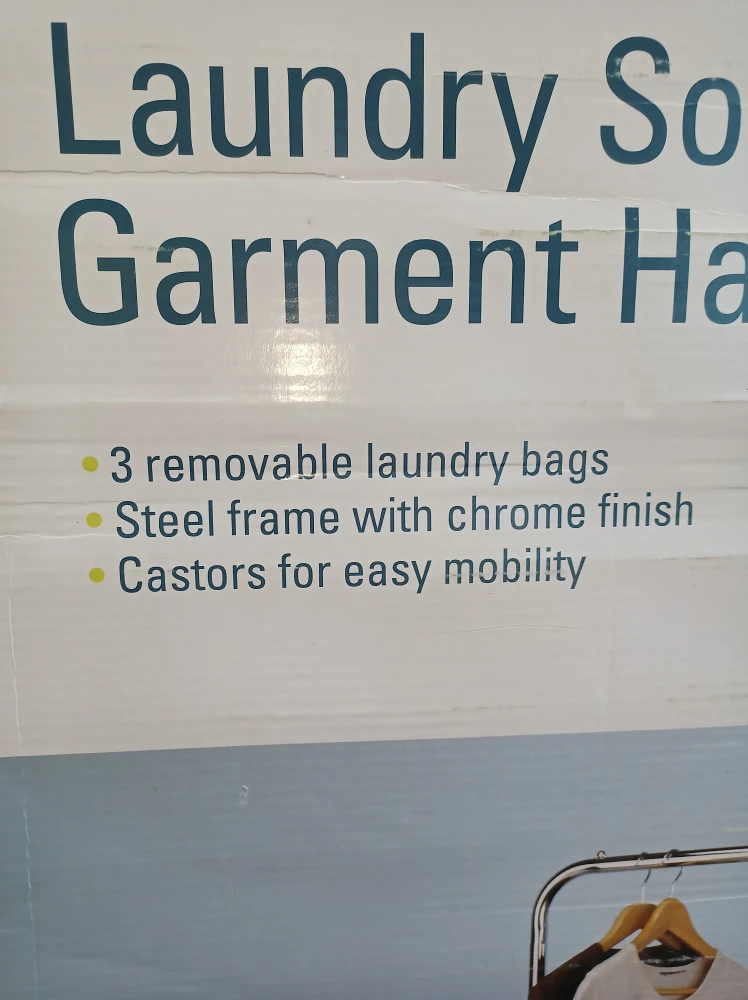 Laundry So
Garment Ha
• 3 removable laundry bags
• Steel frame with chrome finish
• Castors for easy mobility